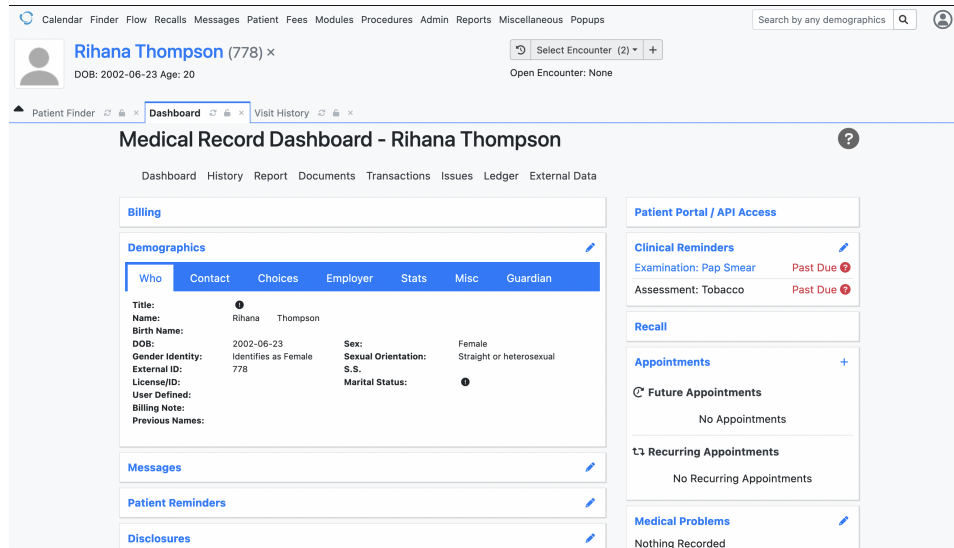 Calendar Finder Flow Recalls Messages Patient Fees Modules Procedures Admin Reports Miscellaneous Popups
Search by any demographics
Rihana Thompson (778) ×
DOB: 2002-06-23 Age: 20
Select Encounter (2)
Open Encounter: None
Patient Finder × Dashboard × Visit History ×
Medical Record Dashboard - Rihana Thompson
Dashboard History Report Documents Transactions Issues Ledger External Data
Billing
Demographics
Who Contact Choices Employer Stats Misc Guardian
Title:
Name: Rihana Thompson
Birth Name:
DOB: 2002-06-23 Sex: Female
Gender Identity: Identifies as Female Sexual Orientation: Straight or heterosexual
External ID: 778 S.S.
License/ID: Marital Status:
User Defined:
Billing Note:
Previous Names:
Messages
Patient Reminders
Disclosures
Patient Portal / API Access
Clinical Reminders
Examination: Pap Smear Past Due
Assessment: Tobacco Past Due
Recall
Appointments
Future Appointments
No Appointments
Recurring Appointments
No Recurring Appointments
Medical Problems
Nothing Recorded